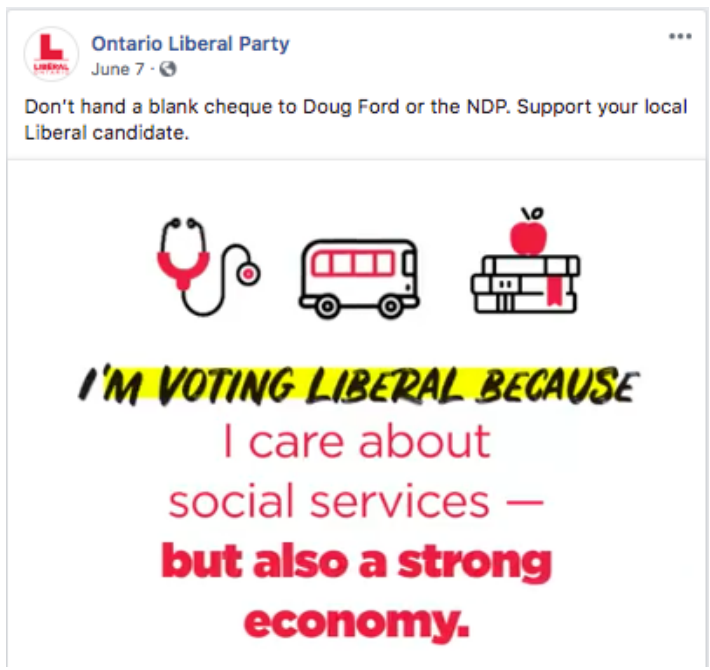 Ontario Liberal Party
June 7 ·
Don't hand a blank cheque to Doug Ford or the NDP. Support your local
Liberal candidate.
I'M VOTING LIBERAL BECAUSE
I care about
social services —
but also a strong
economy.